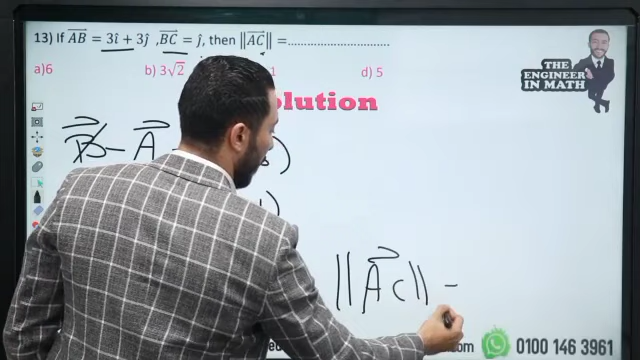 13) If AB⃗ = 3î + 3ĵ ,BC⃗ = ĵ, then ‖AC⃗‖ =..............................
a)6 b) 3√2 1 d) 5
THE ENGINEER IN MATH
olution
B⃗ - A⃗ )
)
‖AC⃗‖ =
0100 146 3961